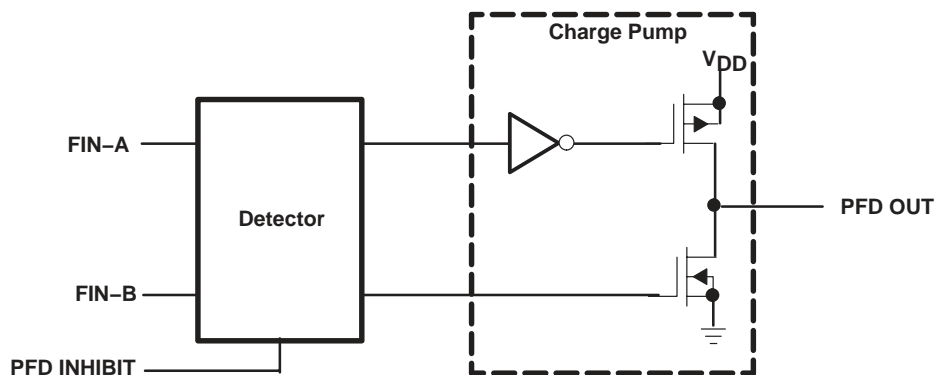 Charge Pump
VDD
FIN−A
Detector
PFD OUT
FIN−B
PFD INHIBIT